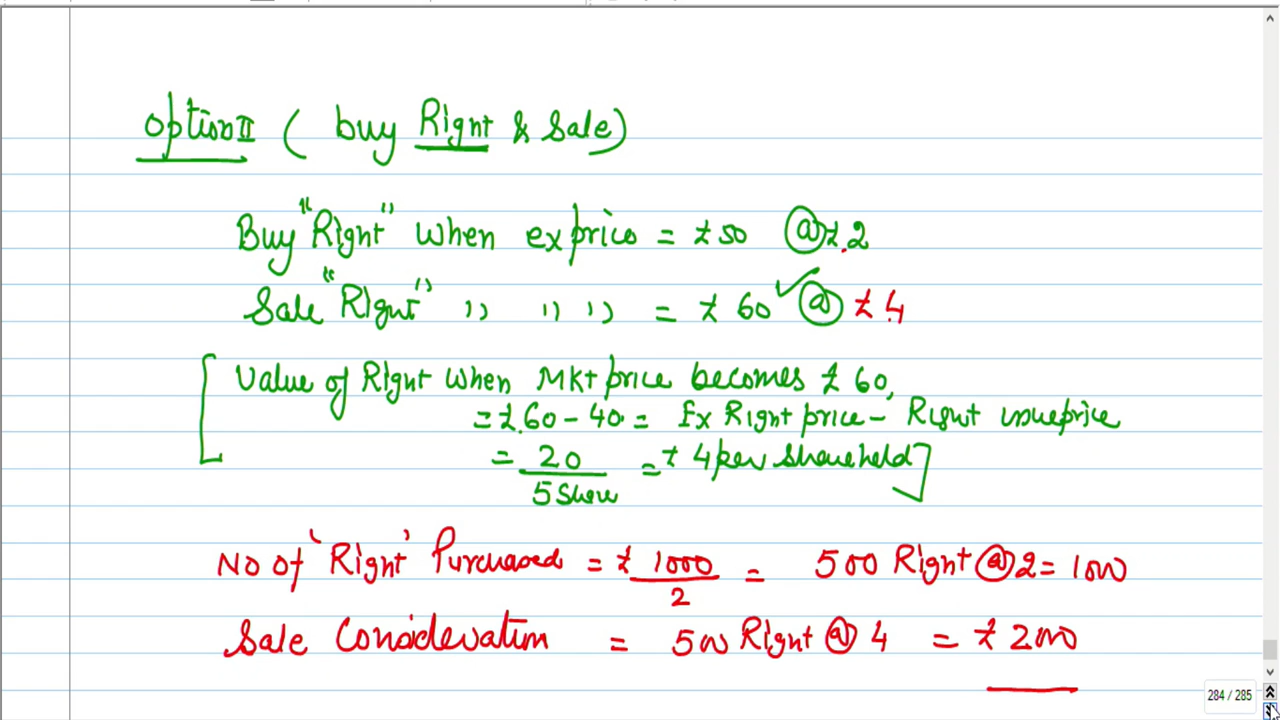 Option II ( buy Right & Sale)
Buy "Right" when exprice = ₹50 @₹.2
Sale "Right" ,, ,, ,, = ₹ 60 ✓ @ ₹ 4
[Value of Right when Mkt price becomes ₹ 60,
= ₹.60 - 40 = Ex Right price - Right issue price
= 20/5 Share = ₹ 4 per share held]
No of 'Right' Purchased = ₹ 1000/2 = 500 Right @ 2 = 1000
Sale Consideration = 500 Right @ 4 = ₹ 2000
284 / 285